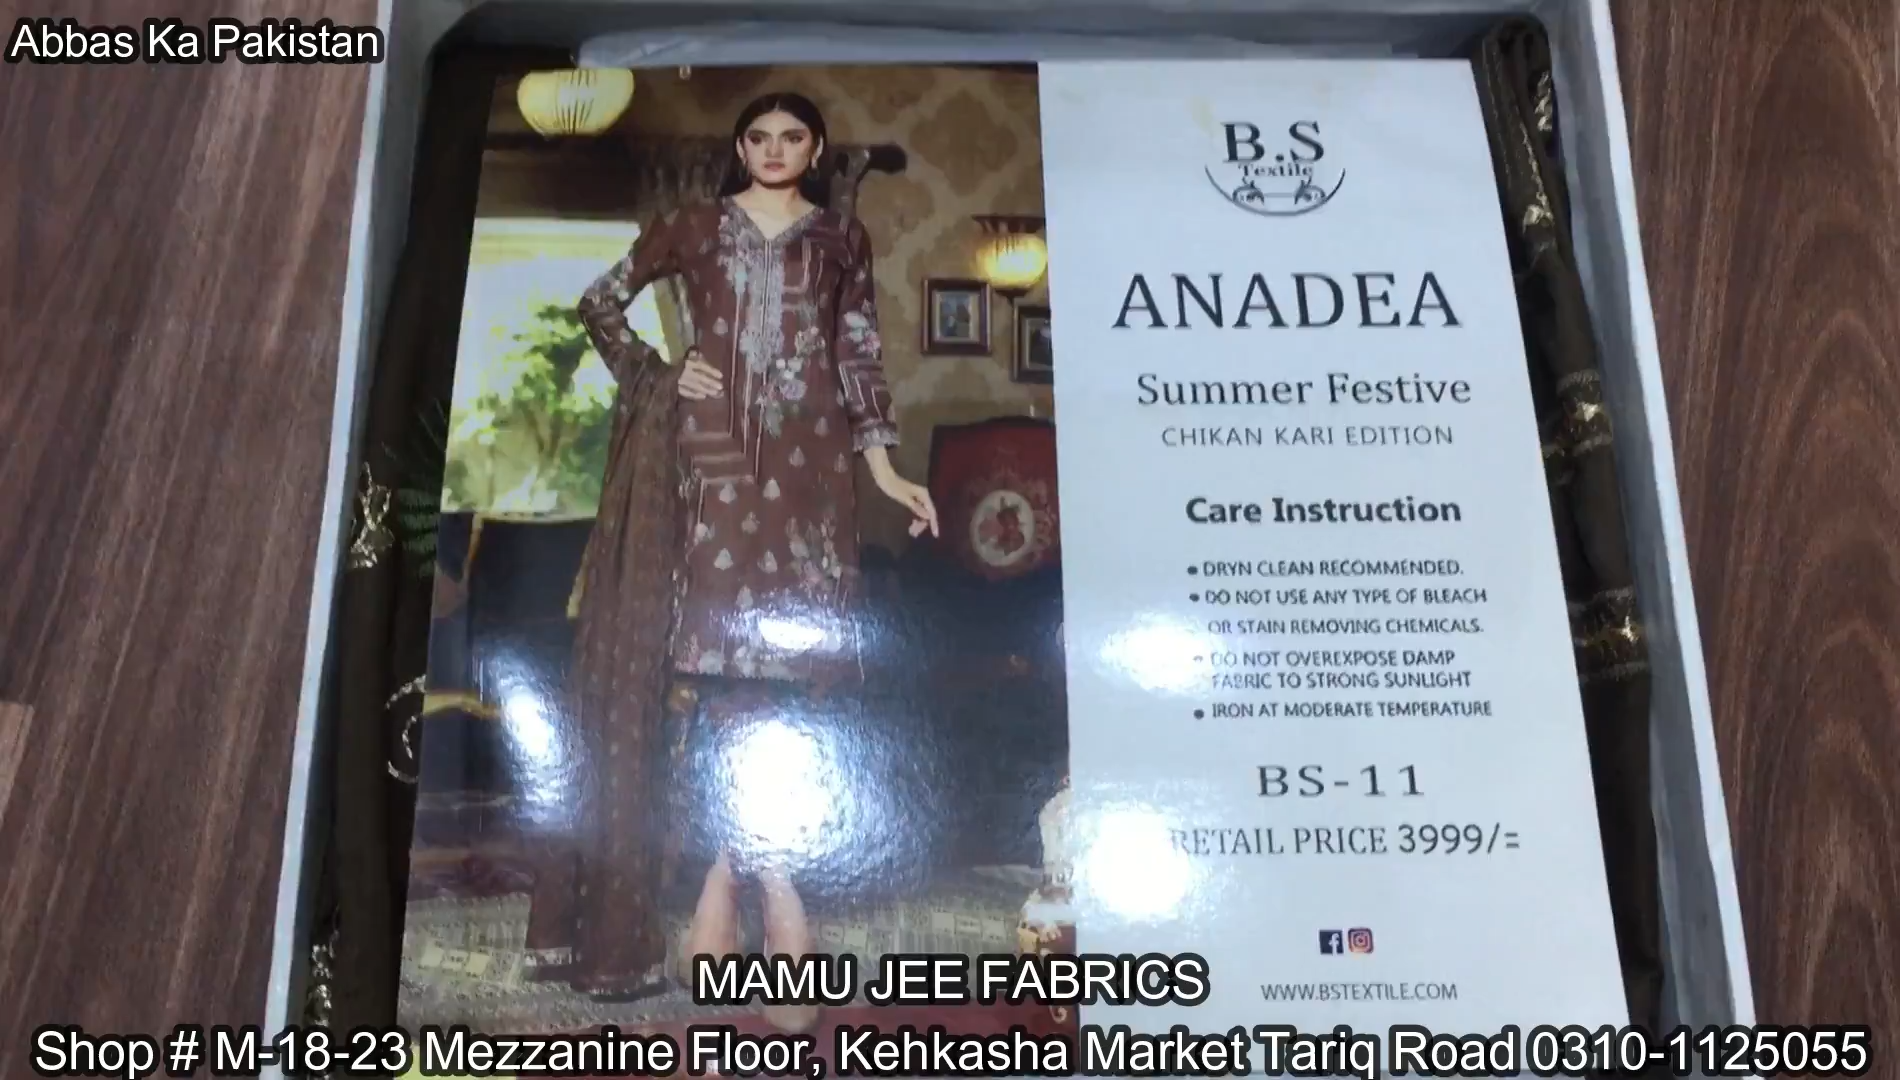 Abbas Ka Pakistan
B.S
Textile
ANADEA
Summer Festive
CHIKAN KARI EDITION
Care Instruction
• DRYN CLEAN RECOMMENDED.
• DO NOT USE ANY TYPE OF BLEACH
OR STAIN REMOVING CHEMICALS.
• DO NOT OVEREXPOSE DAMP
FABRIC TO STRONG SUNLIGHT
• IRON AT MODERATE TEMPERATURE
BS-11
RETAIL PRICE 3999/=
WWW.BSTEXTILE.COM
MAMU JEE FABRICS
Shop # M-18-23 Mezzanine Floor, Kehkasha Market Tariq Road 0310-1125055